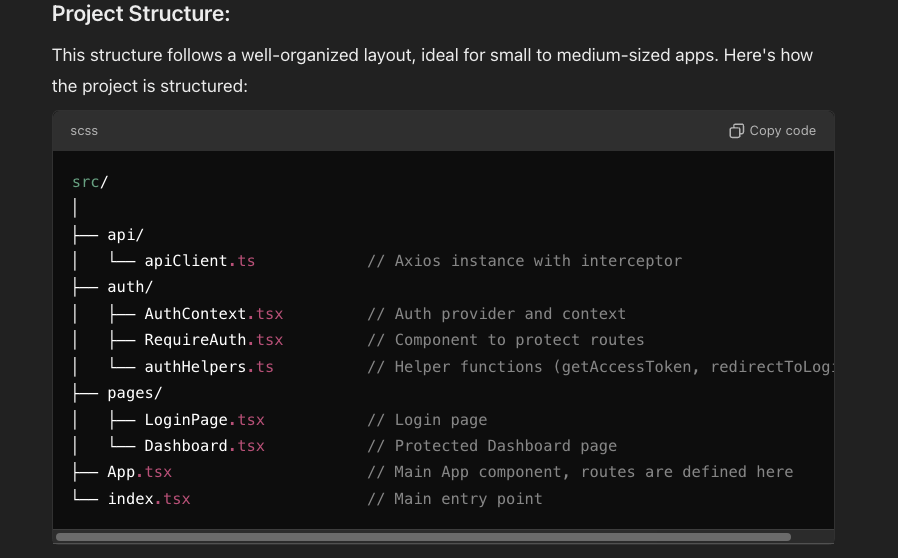 Project Structure:
This structure follows a well-organized layout, ideal for small to medium-sized apps. Here's how
the project is structured:
scss Copy code
src/
│
├── api/
│   └── apiClient.ts            // Axios instance with interceptor
├── auth/
│   ├── AuthContext.tsx         // Auth provider and context
│   ├── RequireAuth.tsx         // Component to protect routes
│   └── authHelpers.ts          // Helper functions (getAccessToken, redirectToLogi
├── pages/
│   ├── LoginPage.tsx           // Login page
│   └── Dashboard.tsx           // Protected Dashboard page
├── App.tsx                     // Main App component, routes are defined here
└── index.tsx                   // Main entry point